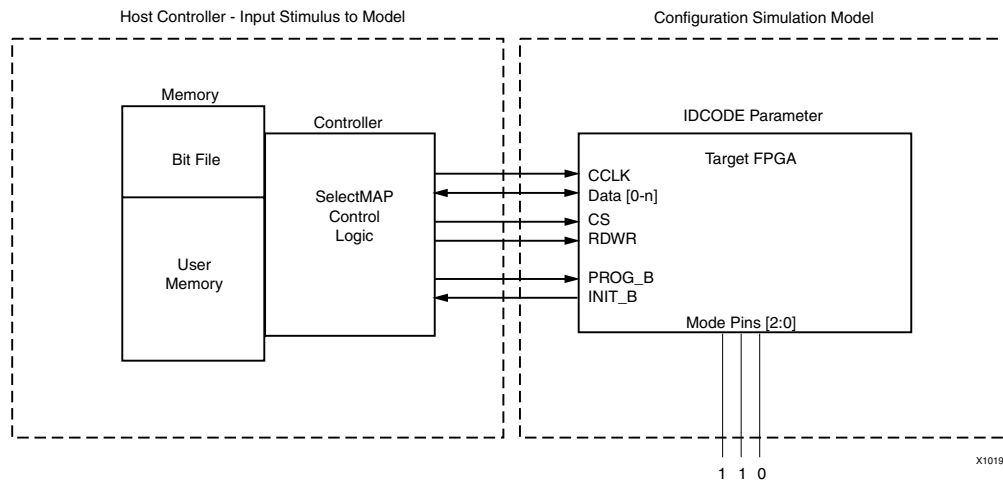 Host Controller - Input Stimulus to Model
Configuration Simulation Model
Memory
Controller
IDCODE Parameter
Bit File
Target FPGA
SelectMAP
Control
Logic
User
Memory
CCLK
Data [0-n]
CS
RDWR
PROG_B
INIT_B
Mode Pins [2:0]
1 1 0
X1019